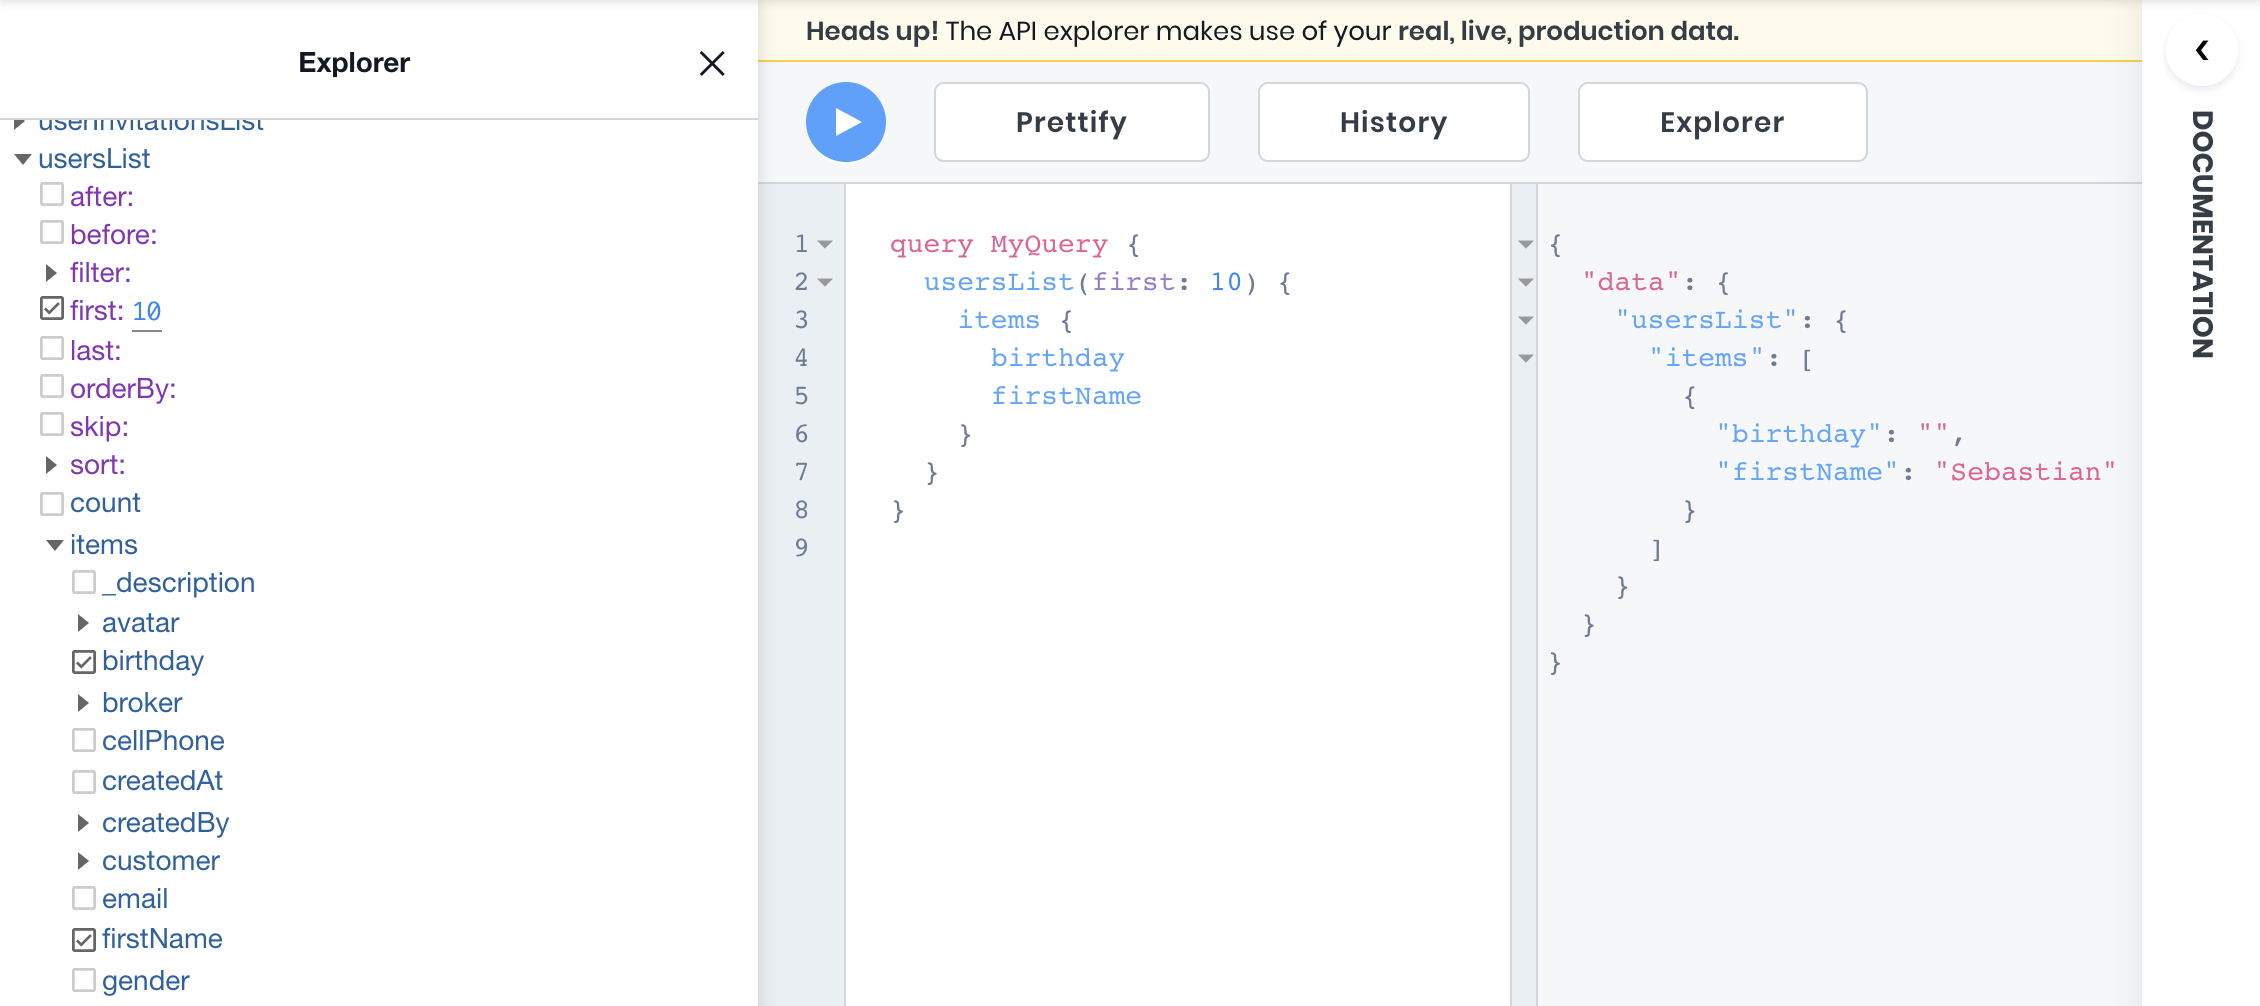 Explorer
userInvitationsList
usersList
after:
before:
filter:
first: 10
last:
orderBy:
skip:
sort:
count
items
_description
avatar
birthday
broker
cellPhone
createdAt
createdBy
customer
email
firstName
gender
Heads up! The API explorer makes use of your real, live, production data.
Prettify
History
Explorer
1 query MyQuery {
2 usersList(first: 10) {
3 items {
4 birthday
5 firstName
6 }
7 }
8 }
9
{
"data": {
"usersList": {
"items": [
{
"birthday": "",
"firstName": "Sebastian"
}
]
}
}
}
DOCUMENTATION